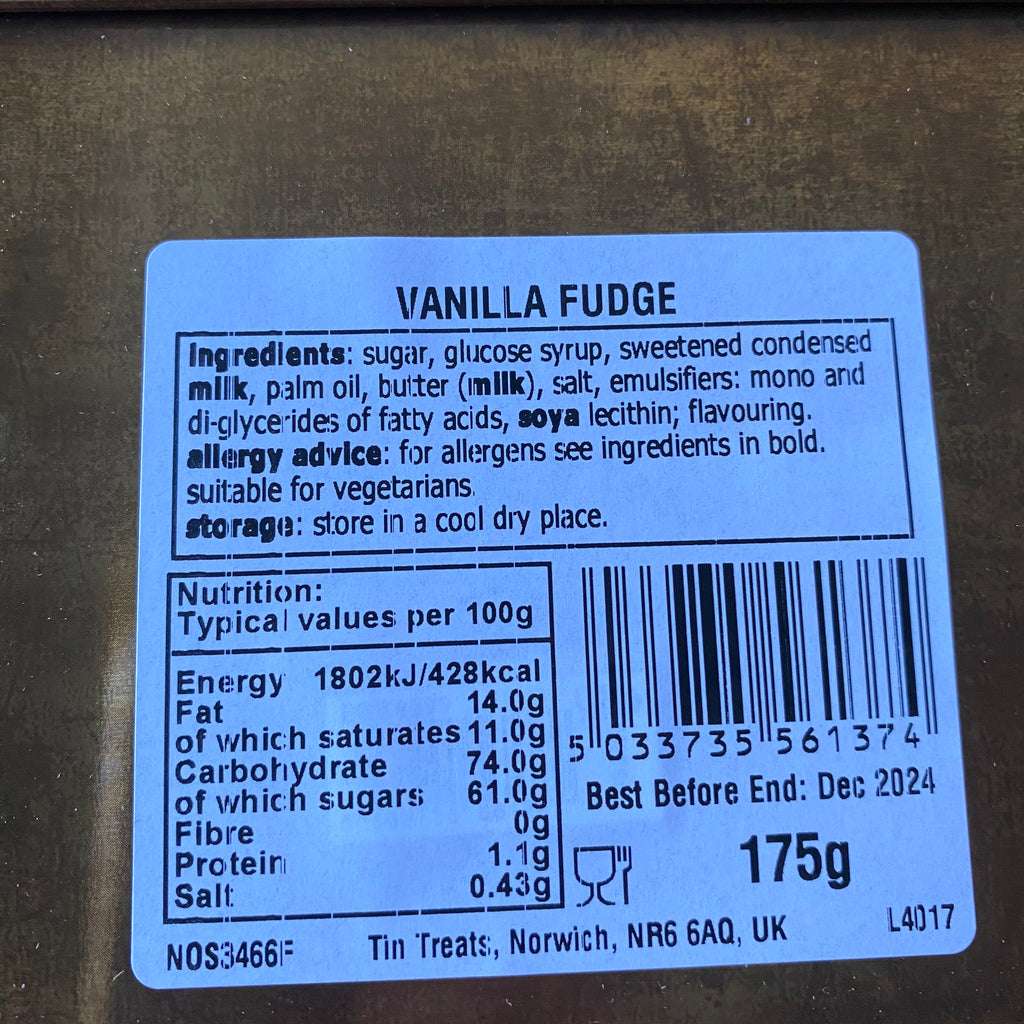 VANILLA FUDGE
Ingredients: sugar, glucose syrup, sweetened condensed
milk, palm oil, butter (milk), salt, emulsifiers: mono and
di-glycerides of fatty acids, soya lecithin; flavouring.
allergy advice: for allergens see ingredients in bold.
suitable for vegetarians.
storage: store in a cool dry place.
Nutrition:
Typical values per 100g
Energy 1802kJ/428kcal
Fat 14.0g
of which saturates 11.0g
Carbohydrate 74.0g
of which sugars 61.0g
Fibre 0g
Protein 1.1g
Salt 0.43g
5 033735 561374
Best Before End: Dec 2024
175g
NOS3466F
Tin Treats, Norwich, NR6 6AQ, UK
L4017